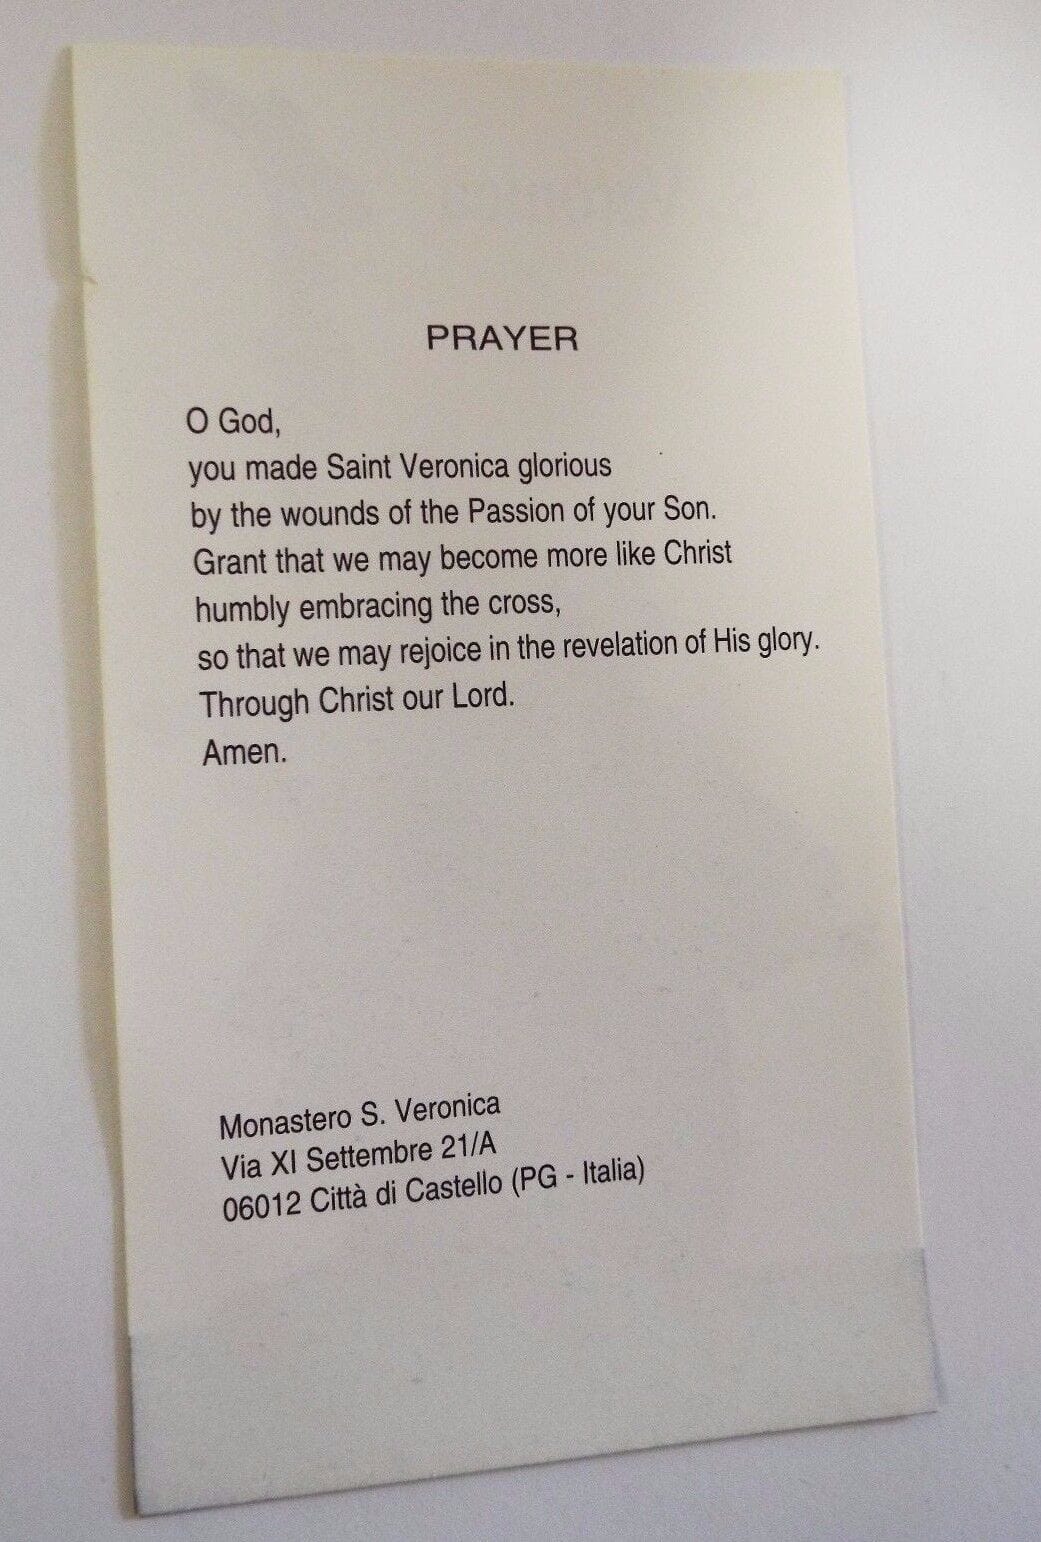 PRAYER
O God,
you made Saint Veronica glorious
by the wounds of the Passion of your Son.
Grant that we may become more like Christ
humbly embracing the cross,
so that we may rejoice in the revelation of His glory.
Through Christ our Lord.
Amen.
Monastero S. Veronica
Via XI Settembre 21/A
06012 Città di Castello (PG - Italia)